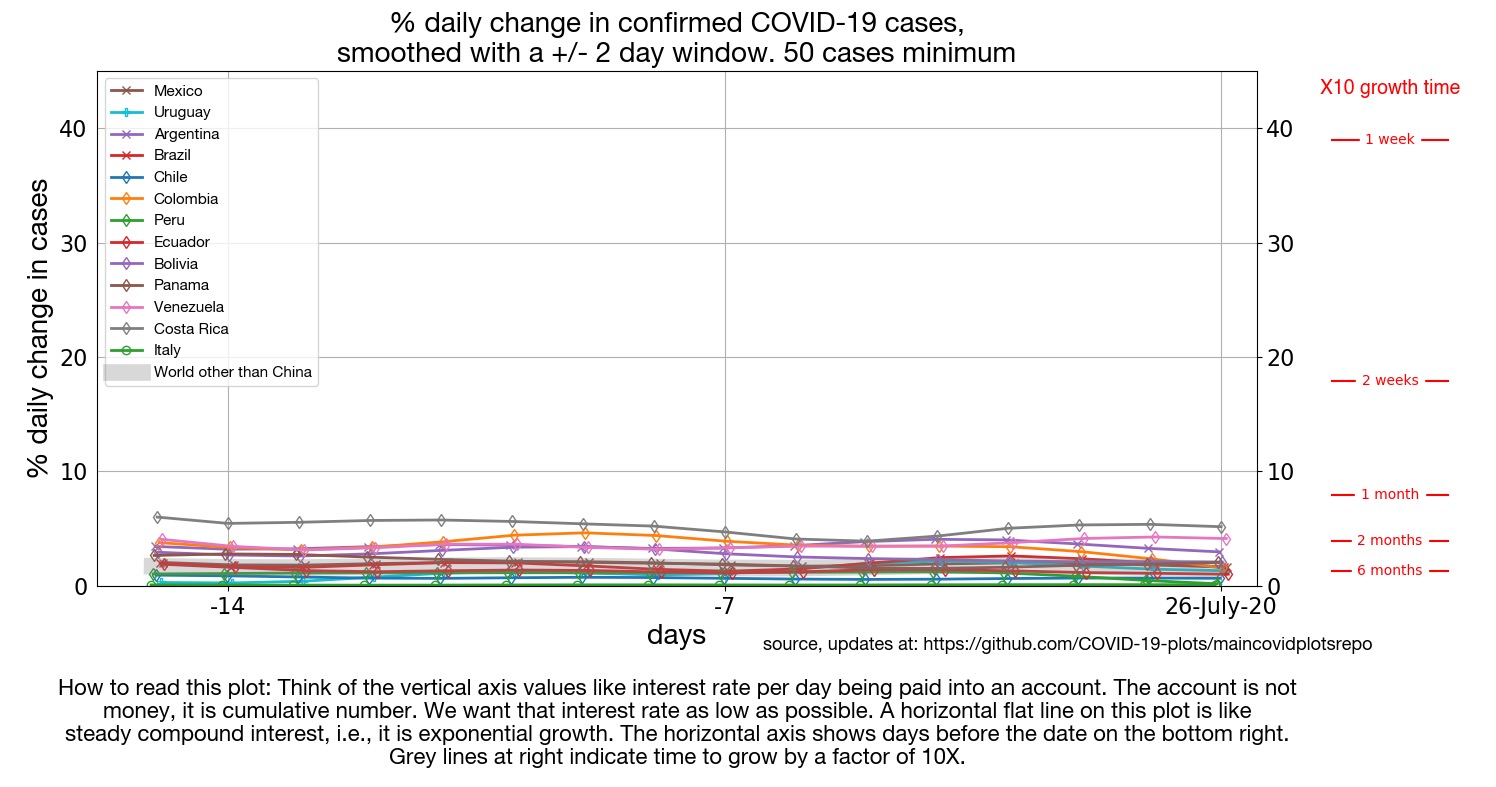 % daily change in confirmed COVID-19 cases,
smoothed with a +/- 2 day window. 50 cases minimum
X10 growth time
Mexico
Uruguay
Argentina
Brazil
Chile
Colombia
Peru
Ecuador
Bolivia
Panama
Venezuela
Costa Rica
Italy
World other than China
% daily change in cases
40
30
20
10
0
40
30
20
10
0
1 week
2 weeks
1 month
2 months
6 months
-14
-7
26-July-20
days
source, updates at: https://github.com/COVID-19-plots/maincovidplotsrepo
How to read this plot: Think of the vertical axis values like interest rate per day being paid into an account. The account is not
money, it is cumulative number. We want that interest rate as low as possible. A horizontal flat line on this plot is like
steady compound interest, i.e., it is exponential growth. The horizontal axis shows days before the date on the bottom right.
Grey lines at right indicate time to grow by a factor of 10X.